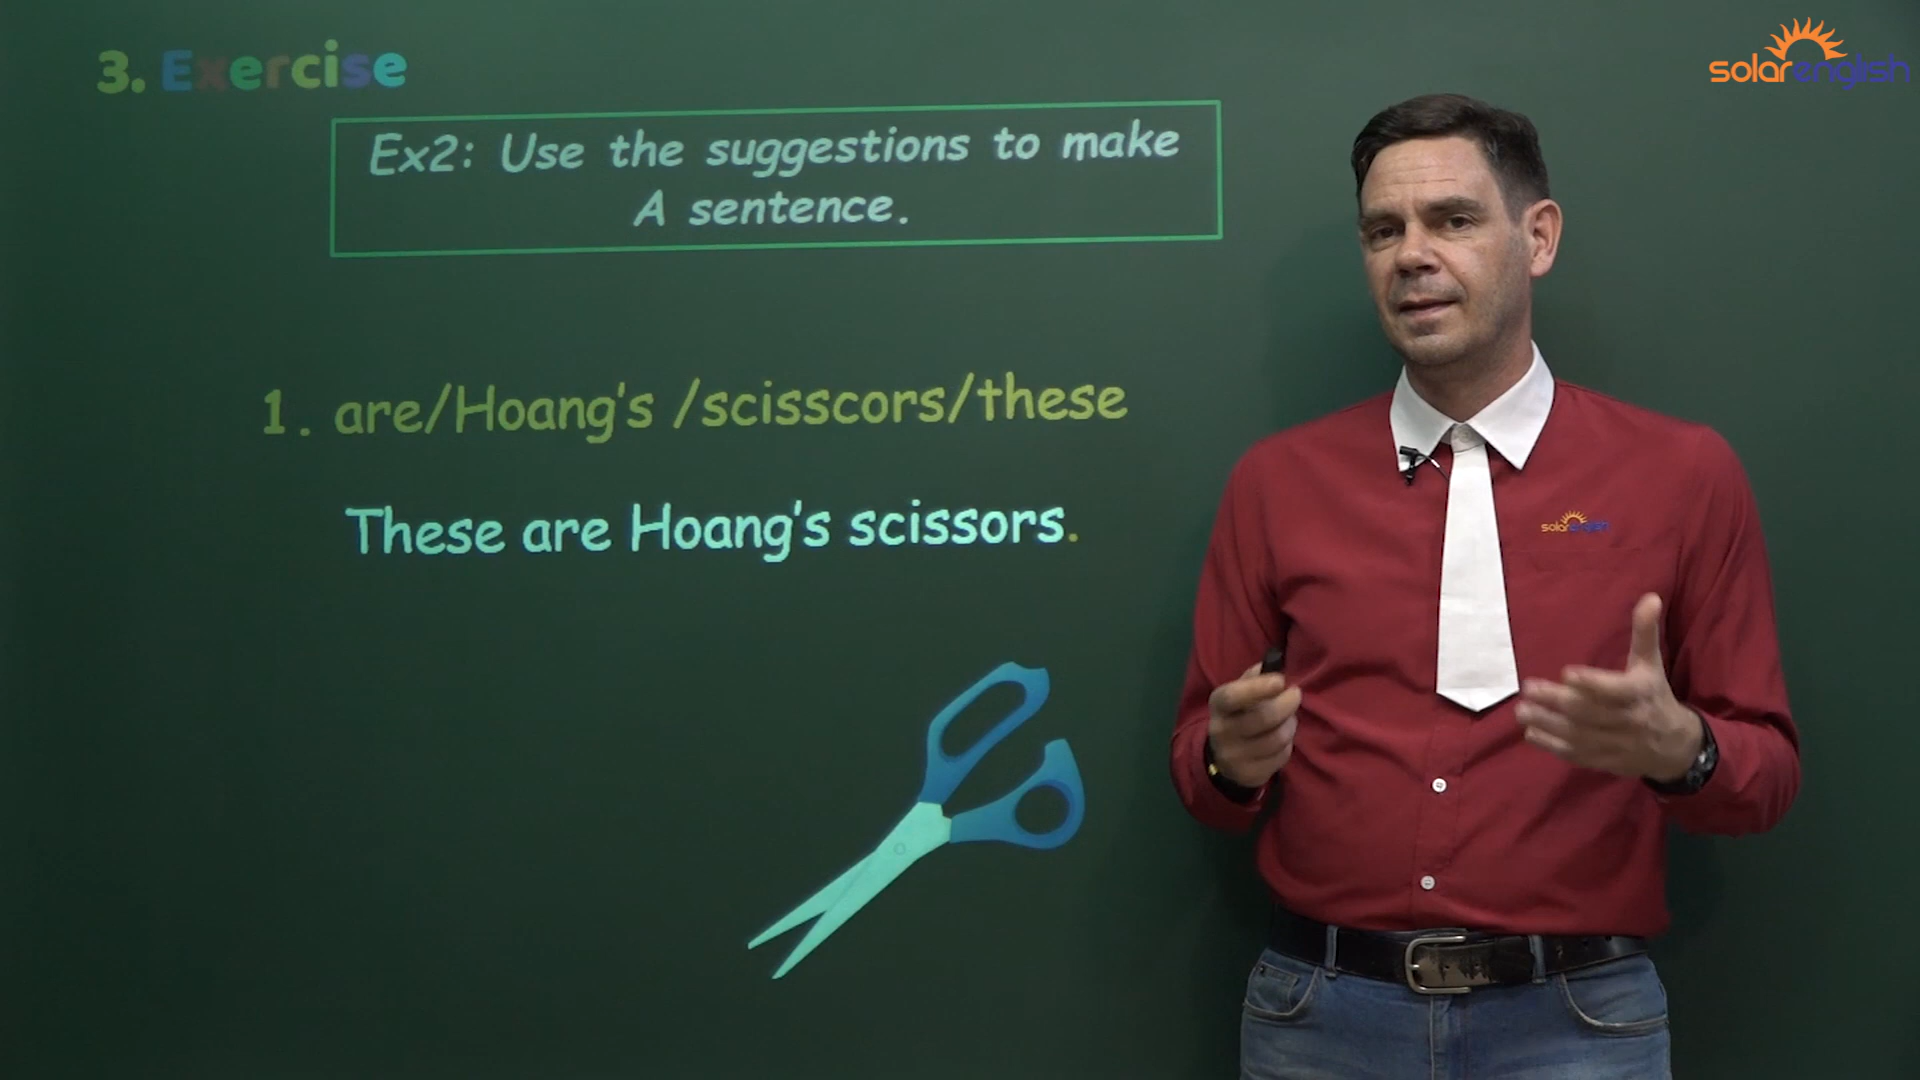 3. Exercise
solarenglish
Ex2: Use the suggestions to make
A sentence.
1. are/Hoang's /scisscors/these
These are Hoang's scissors.
solarenglish